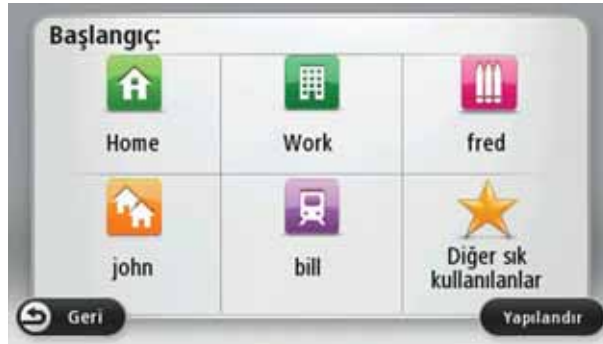 Başlangıç:
Home
Work
fred
john
bill
Diğer sık
kullanılanlar
Geri
Yapılandır